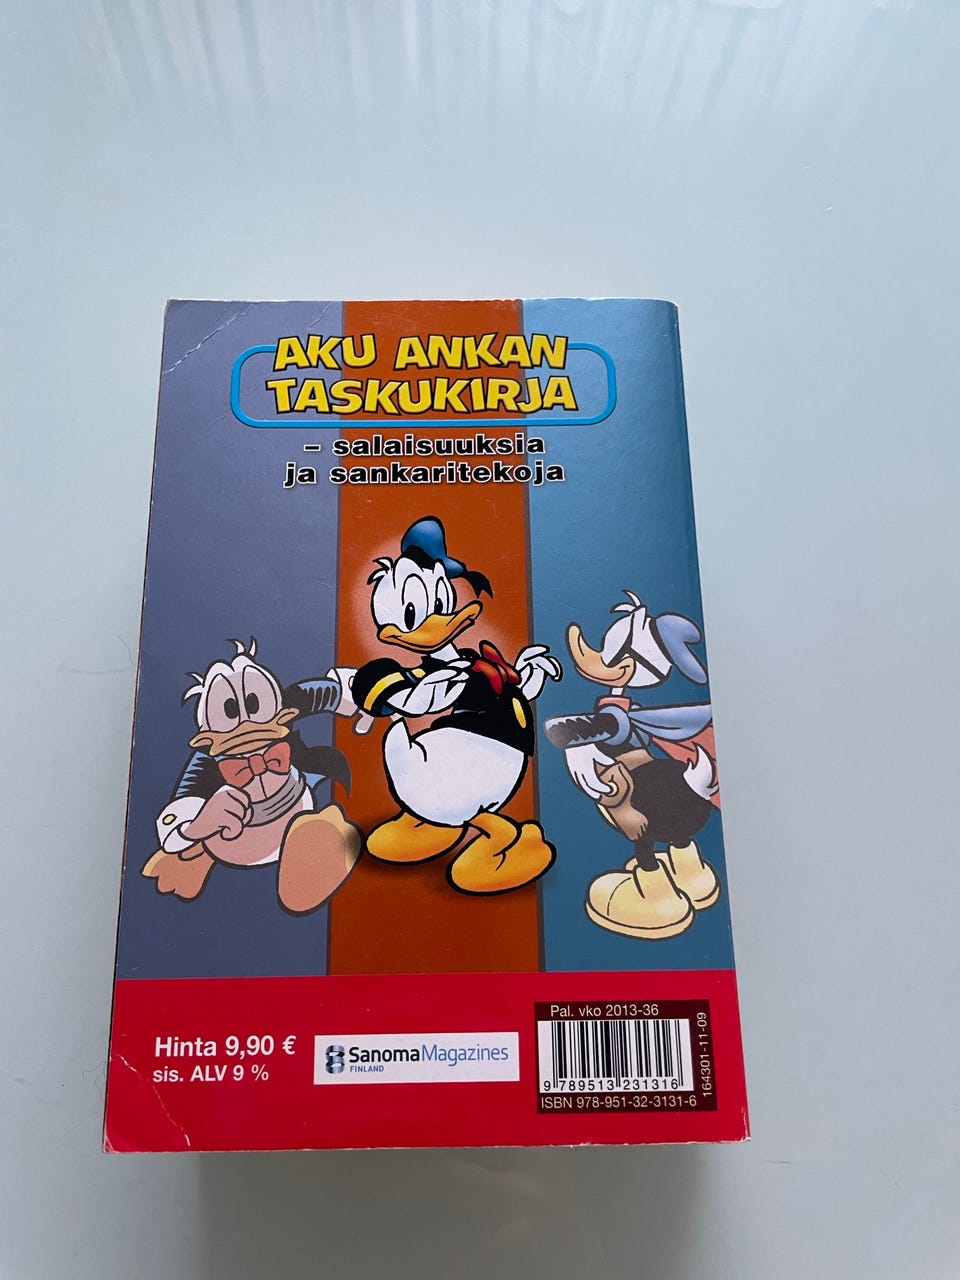 AKU ANKAN
TASKUKIRJA
– salaisuuksia
ja sankaritekoja
Hinta 9,90 €
sis. ALV 9 %
SanomaMagazines
FINLAND
Pal. vko 2013-36
9 789513 231316
ISBN 978-951-32-3131-6
164301-11-09